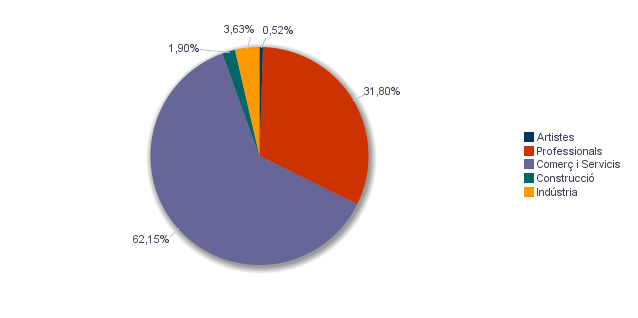 3,63%
0,52%
1,90%
31,80%
62,15%
Artistes
Professionals
Comerç i Servicis
Construcció
Indústria